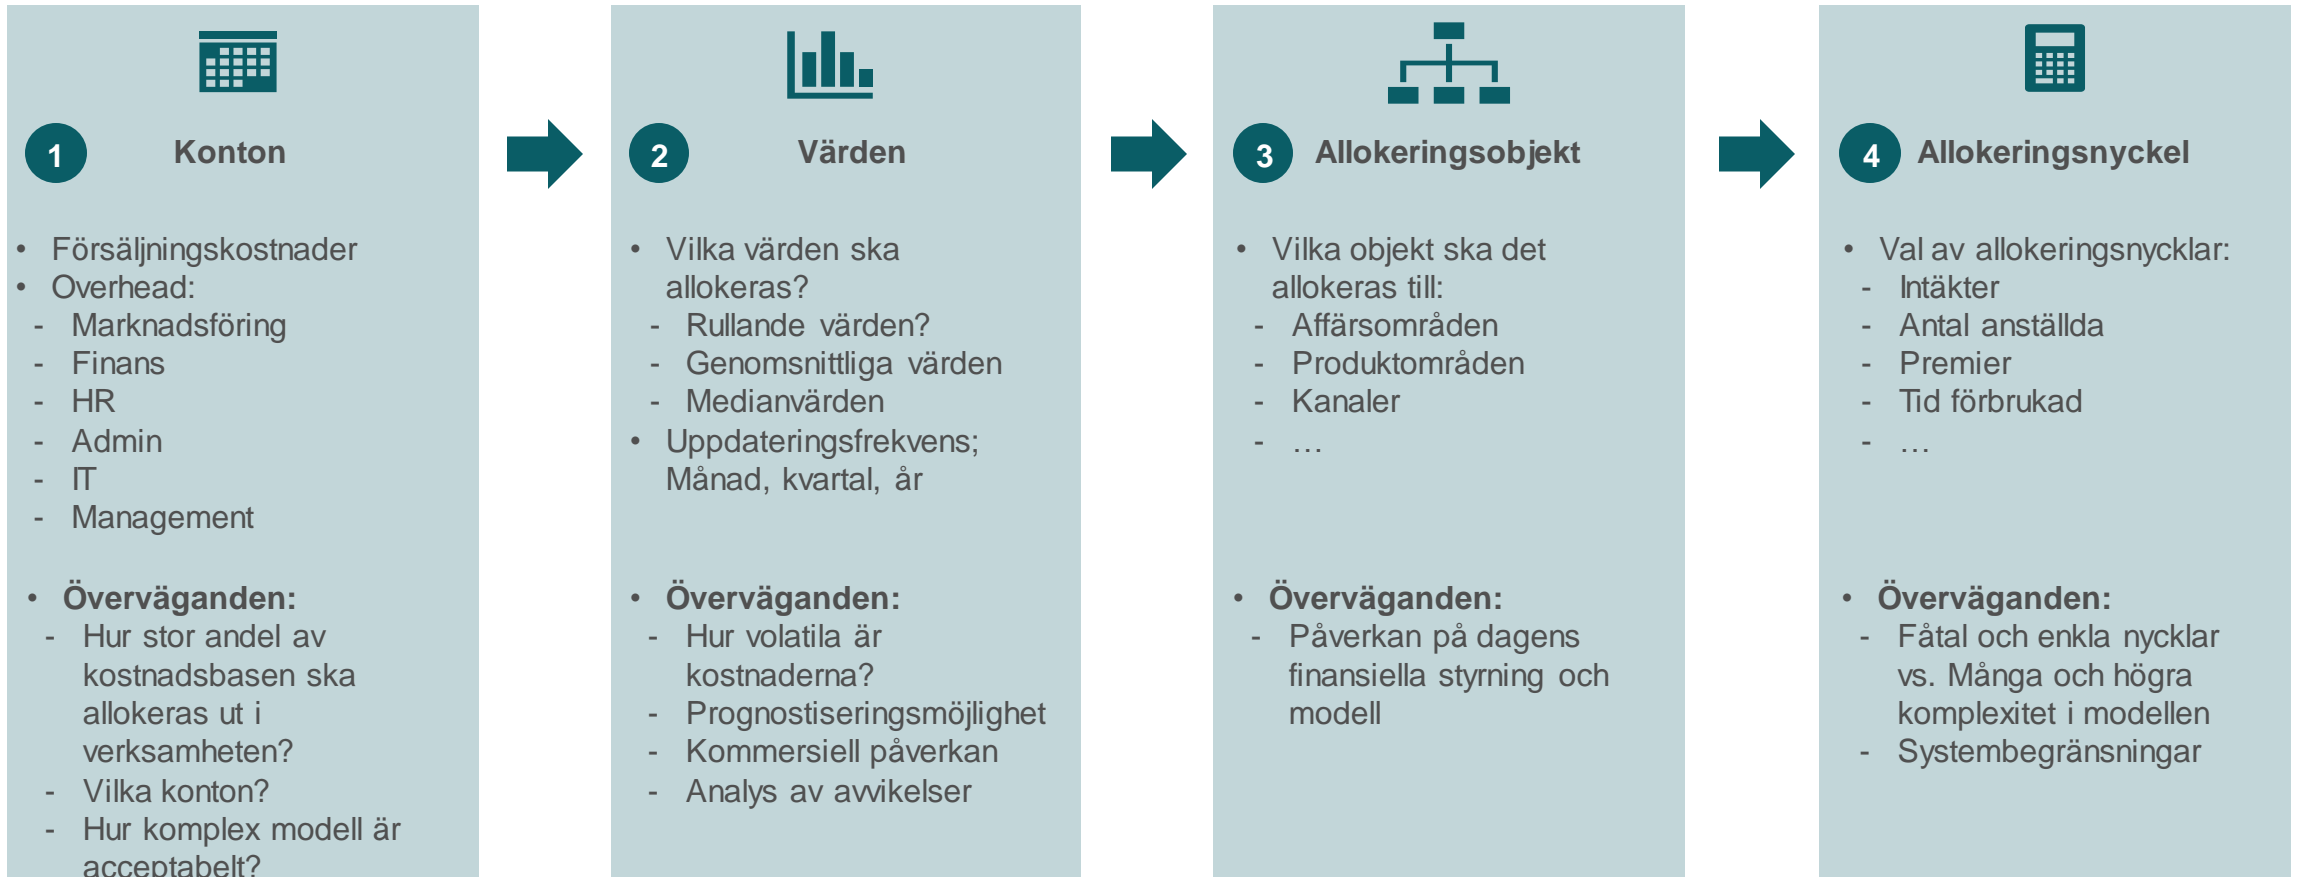 1 Konton
• Försäljningskostnader
• Overhead:
- Marknadsföring
- Finans
- HR
- Admin
- IT
- Management
• Överväganden:
- Hur stor andel av
kostnadsbasen ska
allokeras ut i
verksamheten?
- Vilka konton?
- Hur komplex modell är
acceptabelt?
2 Värden
• Vilka värden ska
allokeras?
- Rullande värden?
- Genomsnittliga värden
- Medianvärden
• Uppdateringsfrekvens;
Månad, kvartal, år
• Överväganden:
- Hur volatila är
kostnaderna?
- Prognostiseringsmöjlighet
- Kommersiell påverkan
- Analys av avvikelser
3 Allokeringsobjekt
• Vilka objekt ska det
allokeras till:
- Affärsområden
- Produktområden
- Kanaler
- …
• Överväganden:
- Påverkan på dagens
finansiella styrning och
modell
4 Allokeringsnyckel
• Val av allokeringsnycklar:
- Intäkter
- Antal anställda
- Premier
- Tid förbrukad
- …
• Överväganden:
- Fåtal och enkla nycklar
vs. Många och högra
komplexitet i modellen
- Systembegränsningar